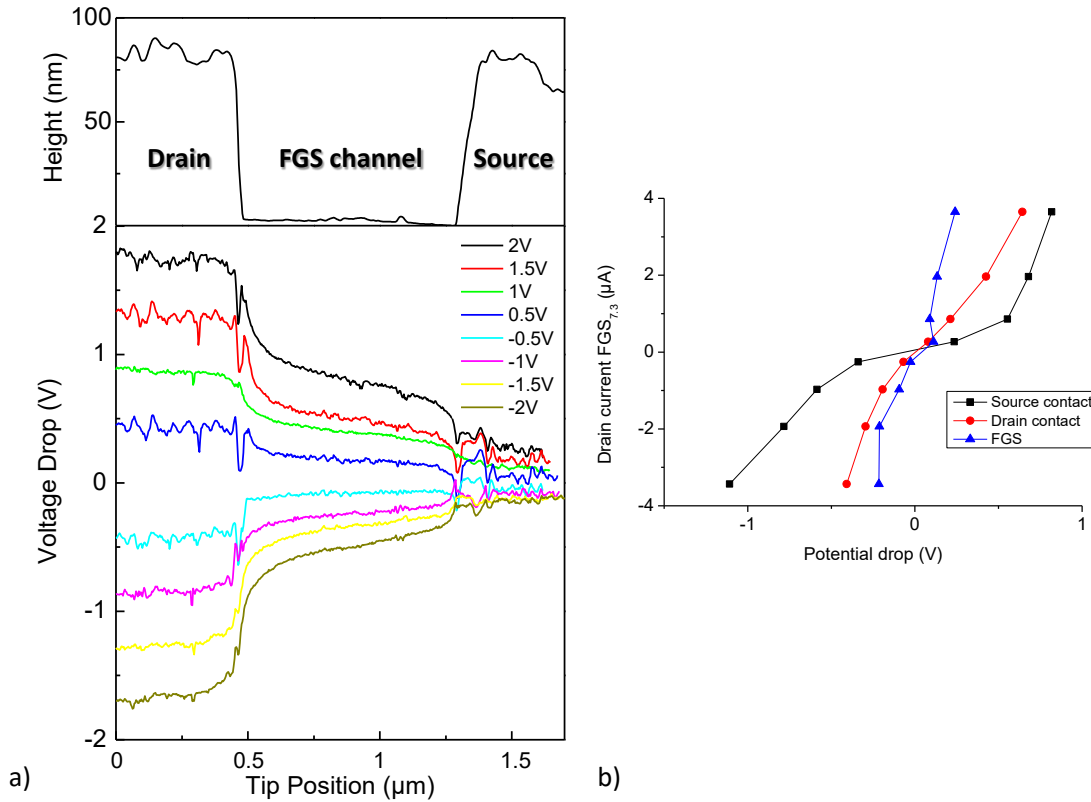 100
50
2
Height (nm)
Drain
FGS channel
Source
1
0
-1
-2
Voltage Drop (V)
2V
1.5V
1V
0.5V
-0.5V
-1V
-1.5V
-2V
0
0.5
1
1.5
Tip Position (µm)
a)
4
2
0
-2
-4
Drain current FGS7.3 (µA)
Source contact
Drain contact
FGS
-1
0
1
Potential drop (V)
b)